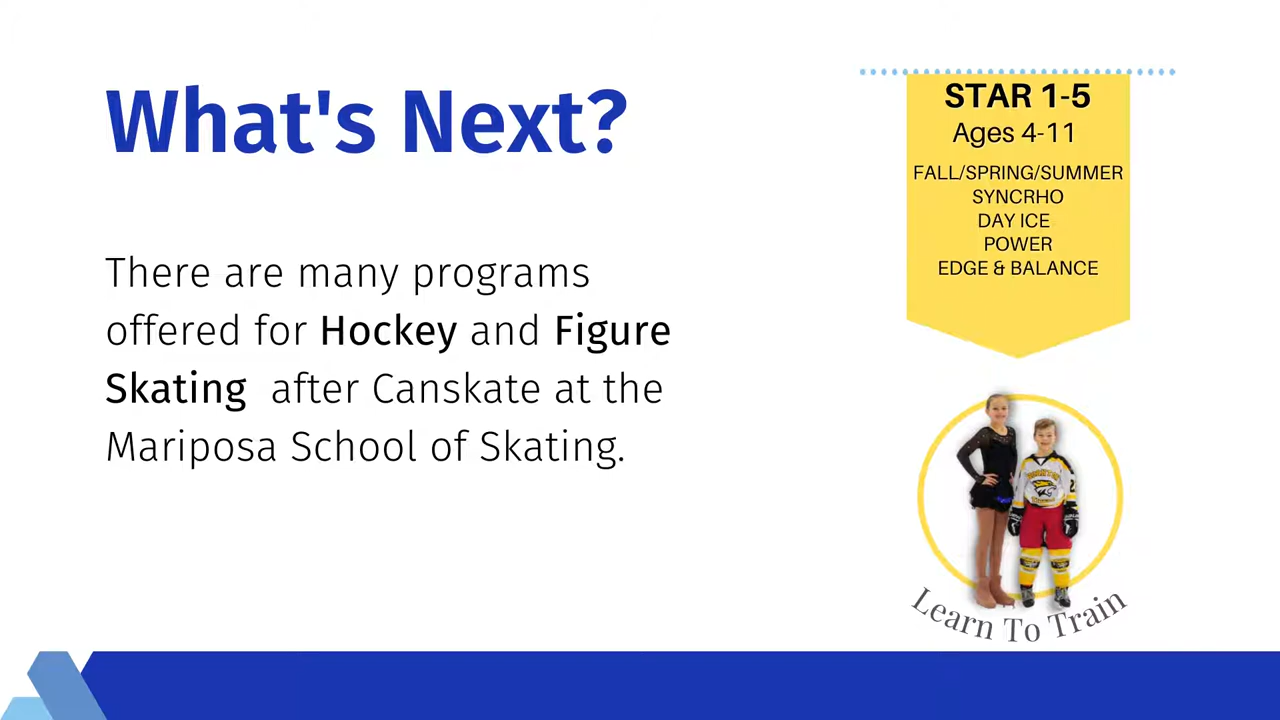 What's Next?
There are many programs
offered for Hockey and Figure
Skating after Canskate at the
Mariposa School of Skating.
STAR 1-5
Ages 4-11
FALL/SPRING/SUMMER
SYNCRHO
DAY ICE
POWER
EDGE & BALANCE
Learn To Train